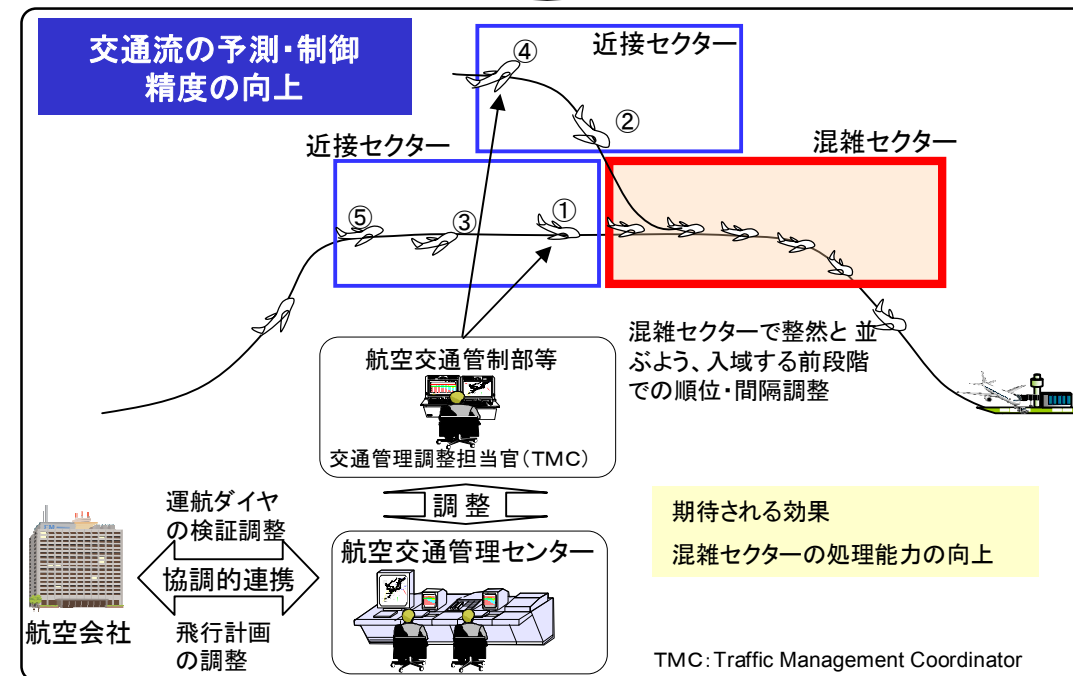 交通流の予測・制御
精度の向上
近接セクター
④
②
近接セクター
混雑セクター
⑤
③
①
混雑セクターで整然と 並
ぶよう、入域する前段階
での順位・間隔調整
航空交通管制部等
交通管理調整担当官(TMC)
調 整
運航ダイヤ
の検証調整
協調的連携
飛行計画
の調整
航空会社
航空交通管理センター
期待される効果
混雑セクターの処理能力の向上
TMC:Traffic Management Coordinator